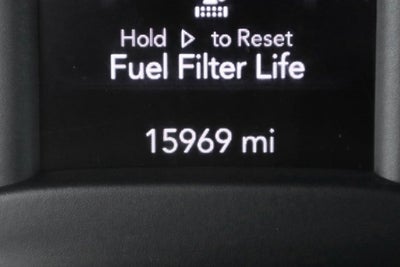 Hold ▷ to Reset
Fuel Filter Life
15969 mi